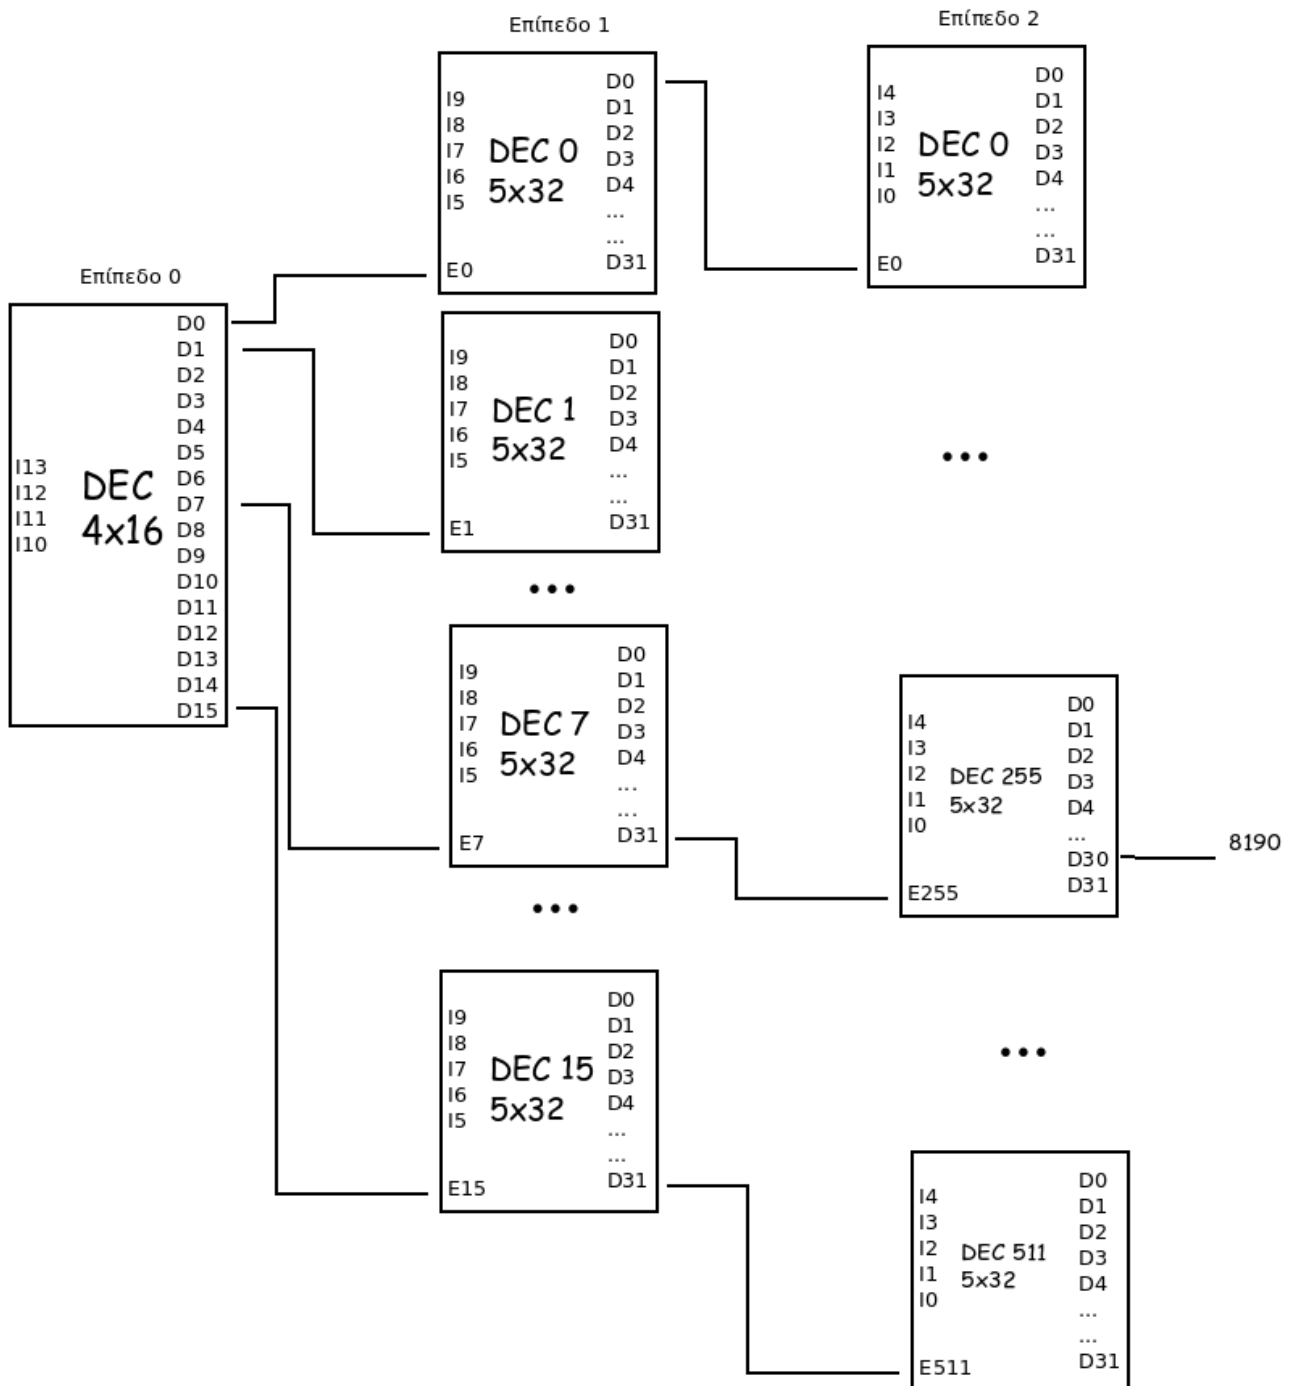 Επίπεδο 0
D0
D1
D2
D3
D4
D5
D6
D7
D8
D9
D10
D11
D12
D13
D14
D15
I13
I12
I11
I10
DEC
4x16
Επίπεδο 1
I9
I8
I7
I6
I5
E0
DEC 0
5x32
D0
D1
D2
D3
D4
...
...
D31
I9
I8
I7
I6
I5
E1
DEC 1
5x32
D0
D1
D2
D3
D4
...
...
D31
...
I9
I8
I7
I6
I5
E7
DEC 7
5x32
D0
D1
D2
D3
D4
...
...
D31
...
I9
I8
I7
I6
I5
E15
DEC 15
5x32
D0
D1
D2
D3
D4
...
...
D31
Επίπεδο 2
I4
I3
I2
I1
I0
E0
DEC 0
5x32
D0
D1
D2
D3
D4
...
...
D31
...
I4
I3
I2
I1
I0
E255
DEC 255
5x32
D0
D1
D2
D3
D4
...
D30
D31
8190
...
I4
I3
I2
I1
I0
E511
DEC 511
5x32
D0
D1
D2
D3
D4
...
...
D31